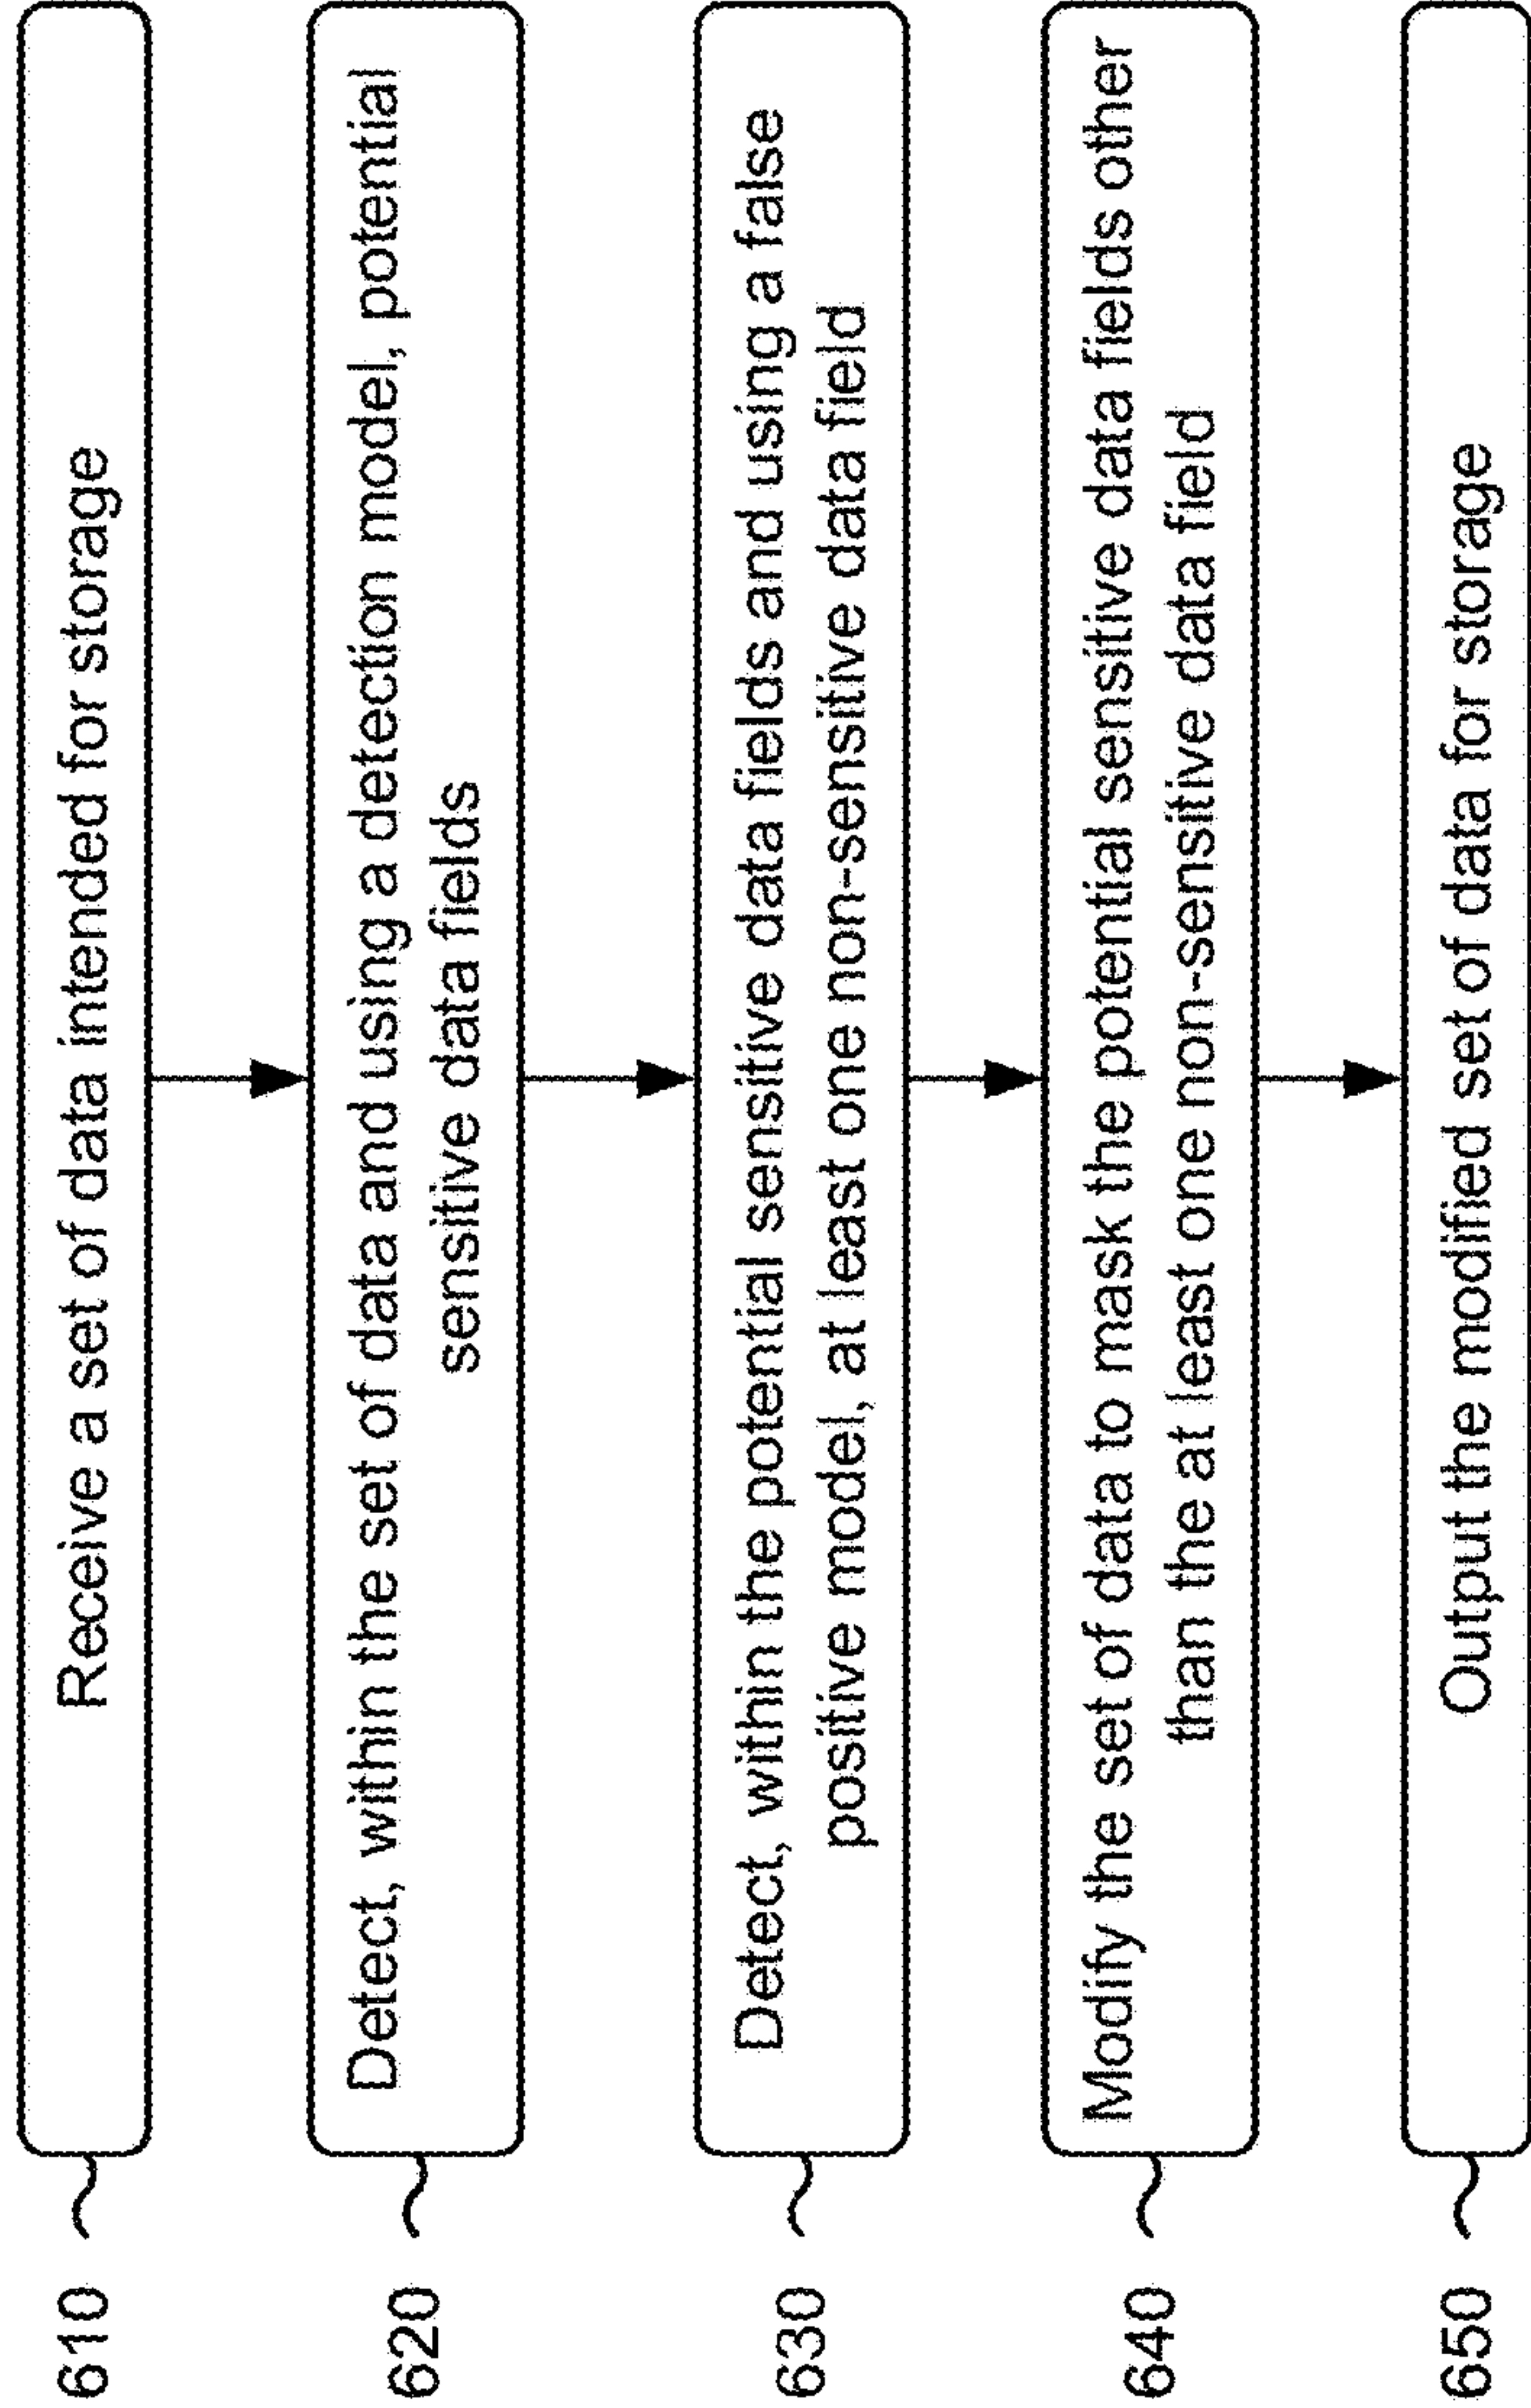 610
Receive a set of data intended for storage
620
Detect, within the set of data and using a detection model, potential
sensitive data fields
630
Detect, within the potential sensitive data fields and using a false
positive model, at least one non-sensitive data field
640
Modify the set of data to mask the potential sensitive data fields other
than the at least one non-sensitive data field
650
Output the modified set of data for storage